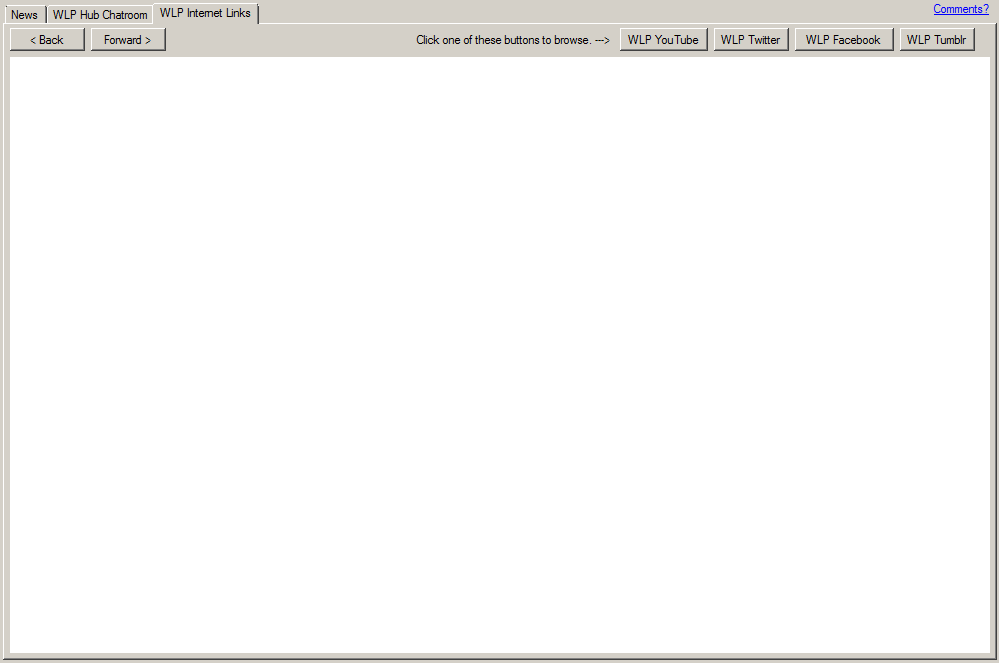 News WLP Hub Chatroom WLP Internet Links Comments?
< Back Forward > Click one of these buttons to browse. ---> WLP YouTube WLP Twitter WLP Facebook WLP Tumblr